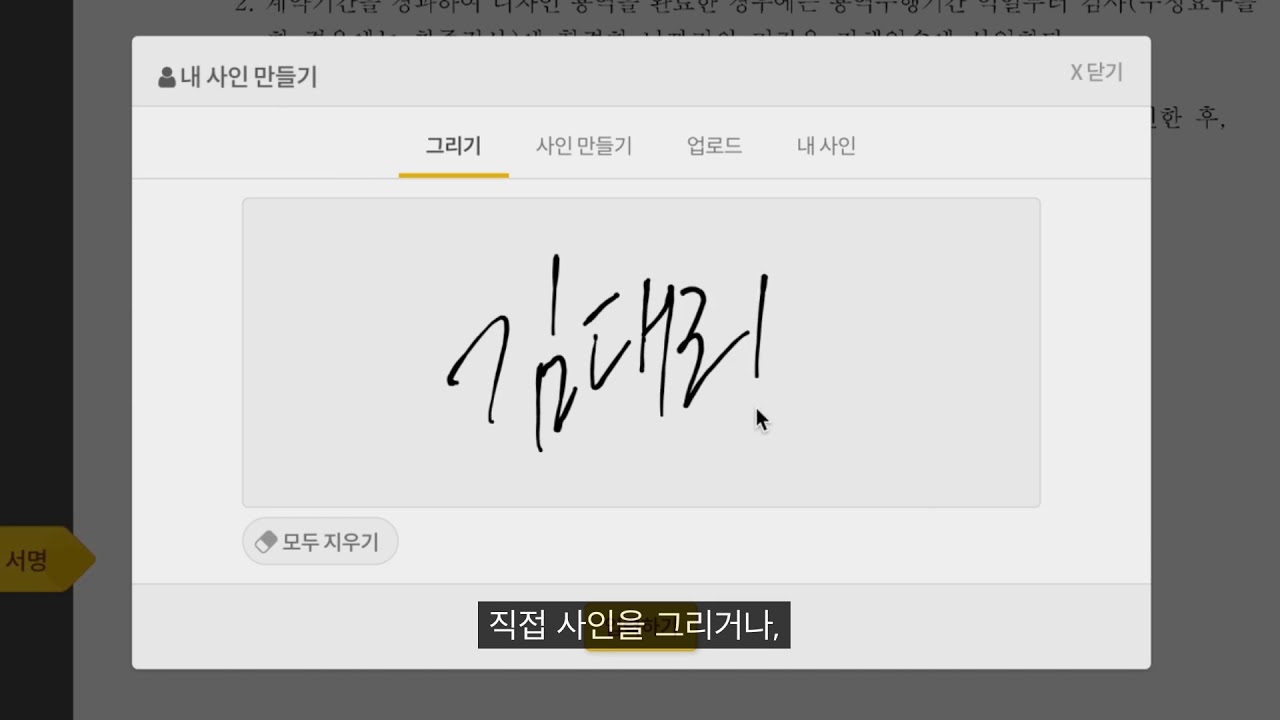 2. 계약기간을 경과하여 디자인 용역을 완료한 경우에는 용역수행기간 익일부터 검사(수정요구를
내 사인 만들기
X 닫기
한 후,
그리기 사인 만들기 업로드 내 사인
김대리
모두 지우기
서명
직접 사인을 그리거나,